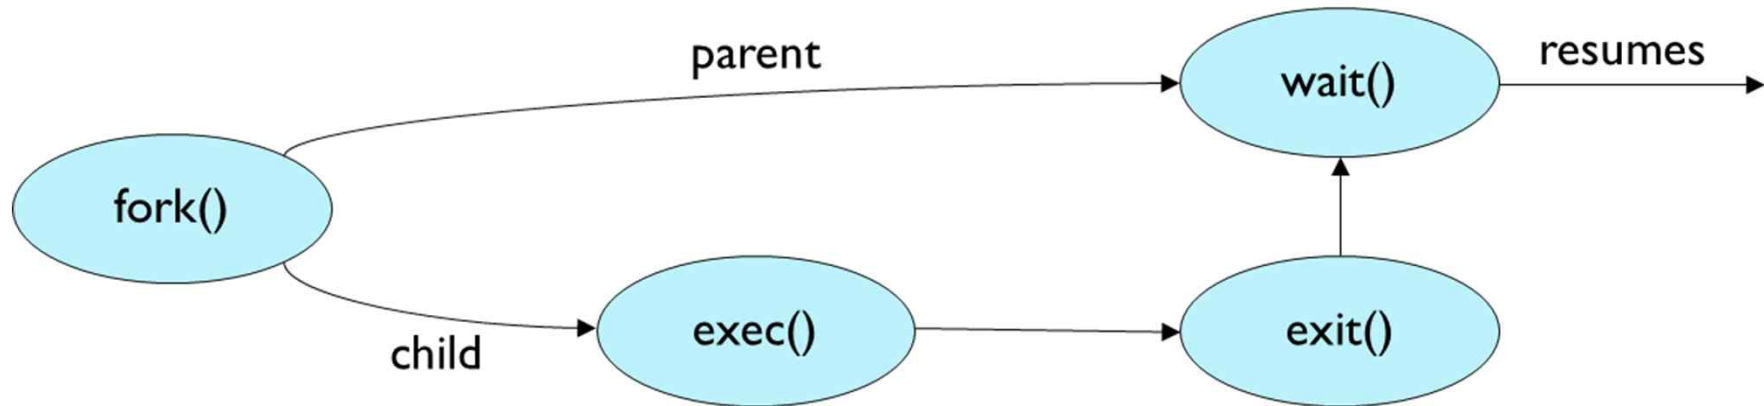 parent
resumes
wait()
fork()
child
exec()
exit()